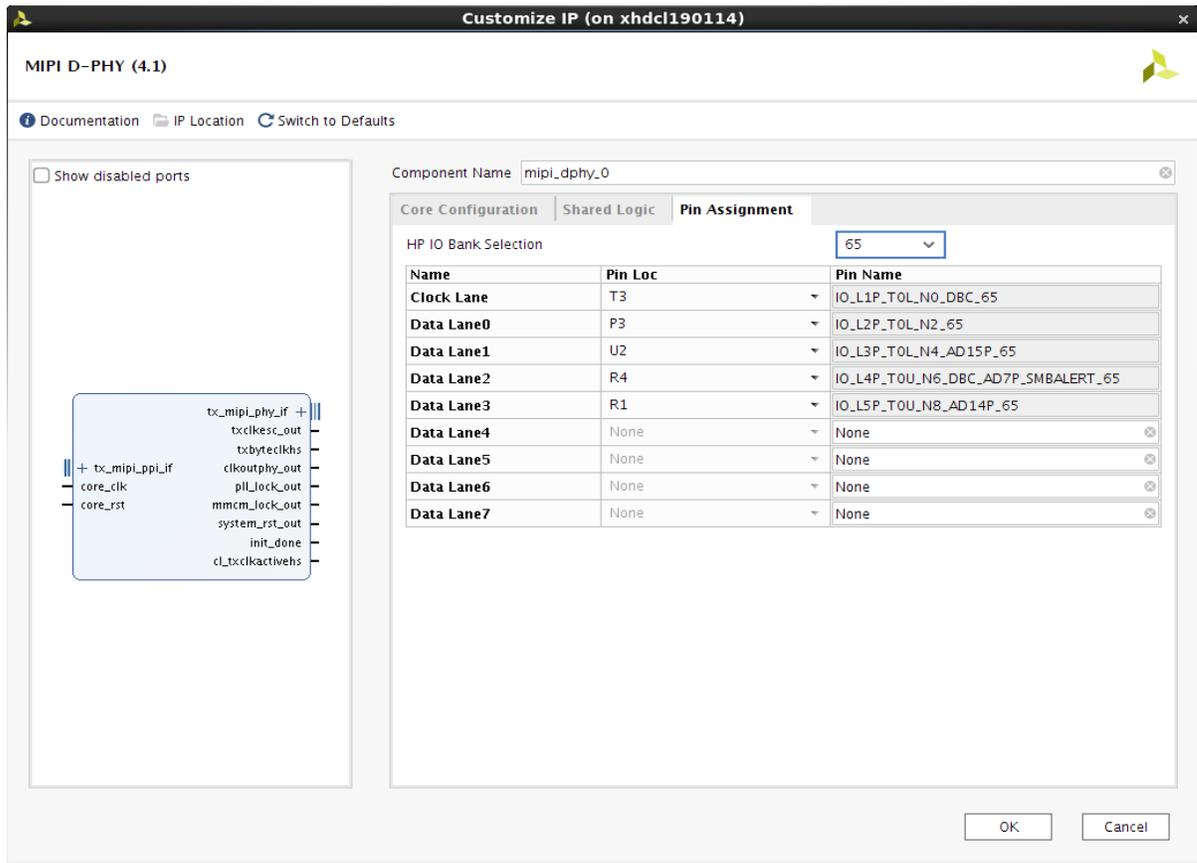 Customize IP (on xhdcl190114)
MIPI D-PHY (4.1)
Documentation IP Location Switch to Defaults
Show disabled ports
tx_mipi_phy_if
txclkesc_out
txbyteclkhs
tx_mipi_ppi_if clkoutphy_out
core_clk pll_lock_out
core_rst mmcm_lock_out
system_rst_out
init_done
cl_txclkactivehs
Component Name mipi_dphy_0
Core Configuration Shared Logic Pin Assignment
HP IO Bank Selection 65
Name Pin Loc Pin Name
Clock Lane T3 IO_L1P_T0L_N0_DBC_65
Data Lane0 P3 IO_L2P_T0L_N2_65
Data Lane1 U2 IO_L3P_T0L_N4_AD15P_65
Data Lane2 R4 IO_L4P_T0U_N6_DBC_AD7P_SMBALERT_65
Data Lane3 R1 IO_L5P_T0U_N8_AD14P_65
Data Lane4 None None
Data Lane5 None None
Data Lane6 None None
Data Lane7 None None
OK Cancel